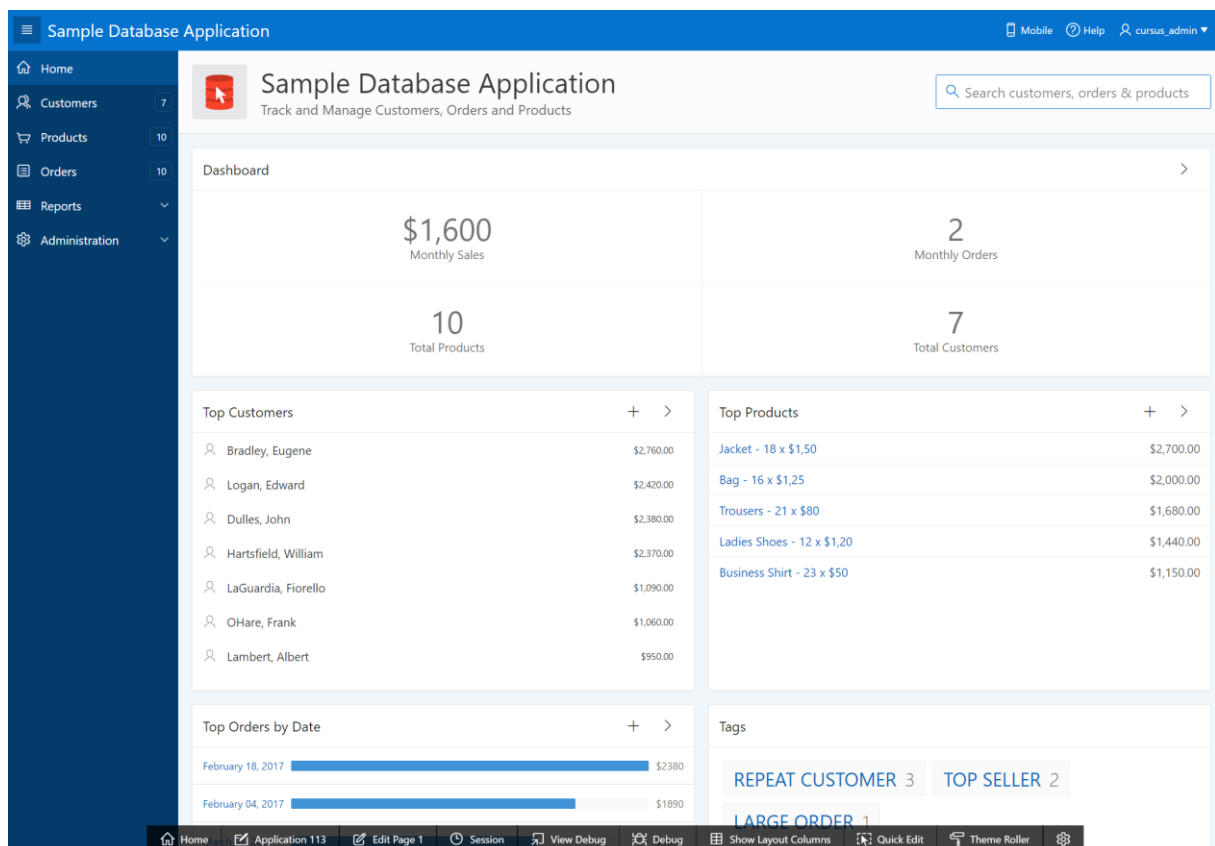 Sample Database Application
Mobile Help cursus_admin
Home
Customers 7
Products 10
Orders 10
Reports
Administration
Sample Database Application
Track and Manage Customers, Orders and Products
Search customers, orders & products
Dashboard
$1,600
Monthly Sales
2
Monthly Orders
10
Total Products
7
Total Customers
Top Customers
Bradley, Eugene $2,760.00
Logan, Edward $2,420.00
Dulles, John $2,380.00
Hartsfield, William $2,370.00
LaGuardia, Fiorello $1,090.00
OHare, Frank $1,060.00
Lambert, Albert $950.00
Top Products
Jacket - 18 x $1,50 $2,700.00
Bag - 16 x $1,25 $2,000.00
Trousers - 21 x $80 $1,680.00
Ladies Shoes - 12 x $1,20 $1,440.00
Business Shirt - 23 x $50 $1,150.00
Top Orders by Date
February 18, 2017 $2380
February 04, 2017 $1890
Tags
REPEAT CUSTOMER 3 TOP SELLER 2
LARGE ORDER 1
Home Application 113 Edit Page 1 Session View Debug Debug Show Layout Columns Quick Edit Theme Roller